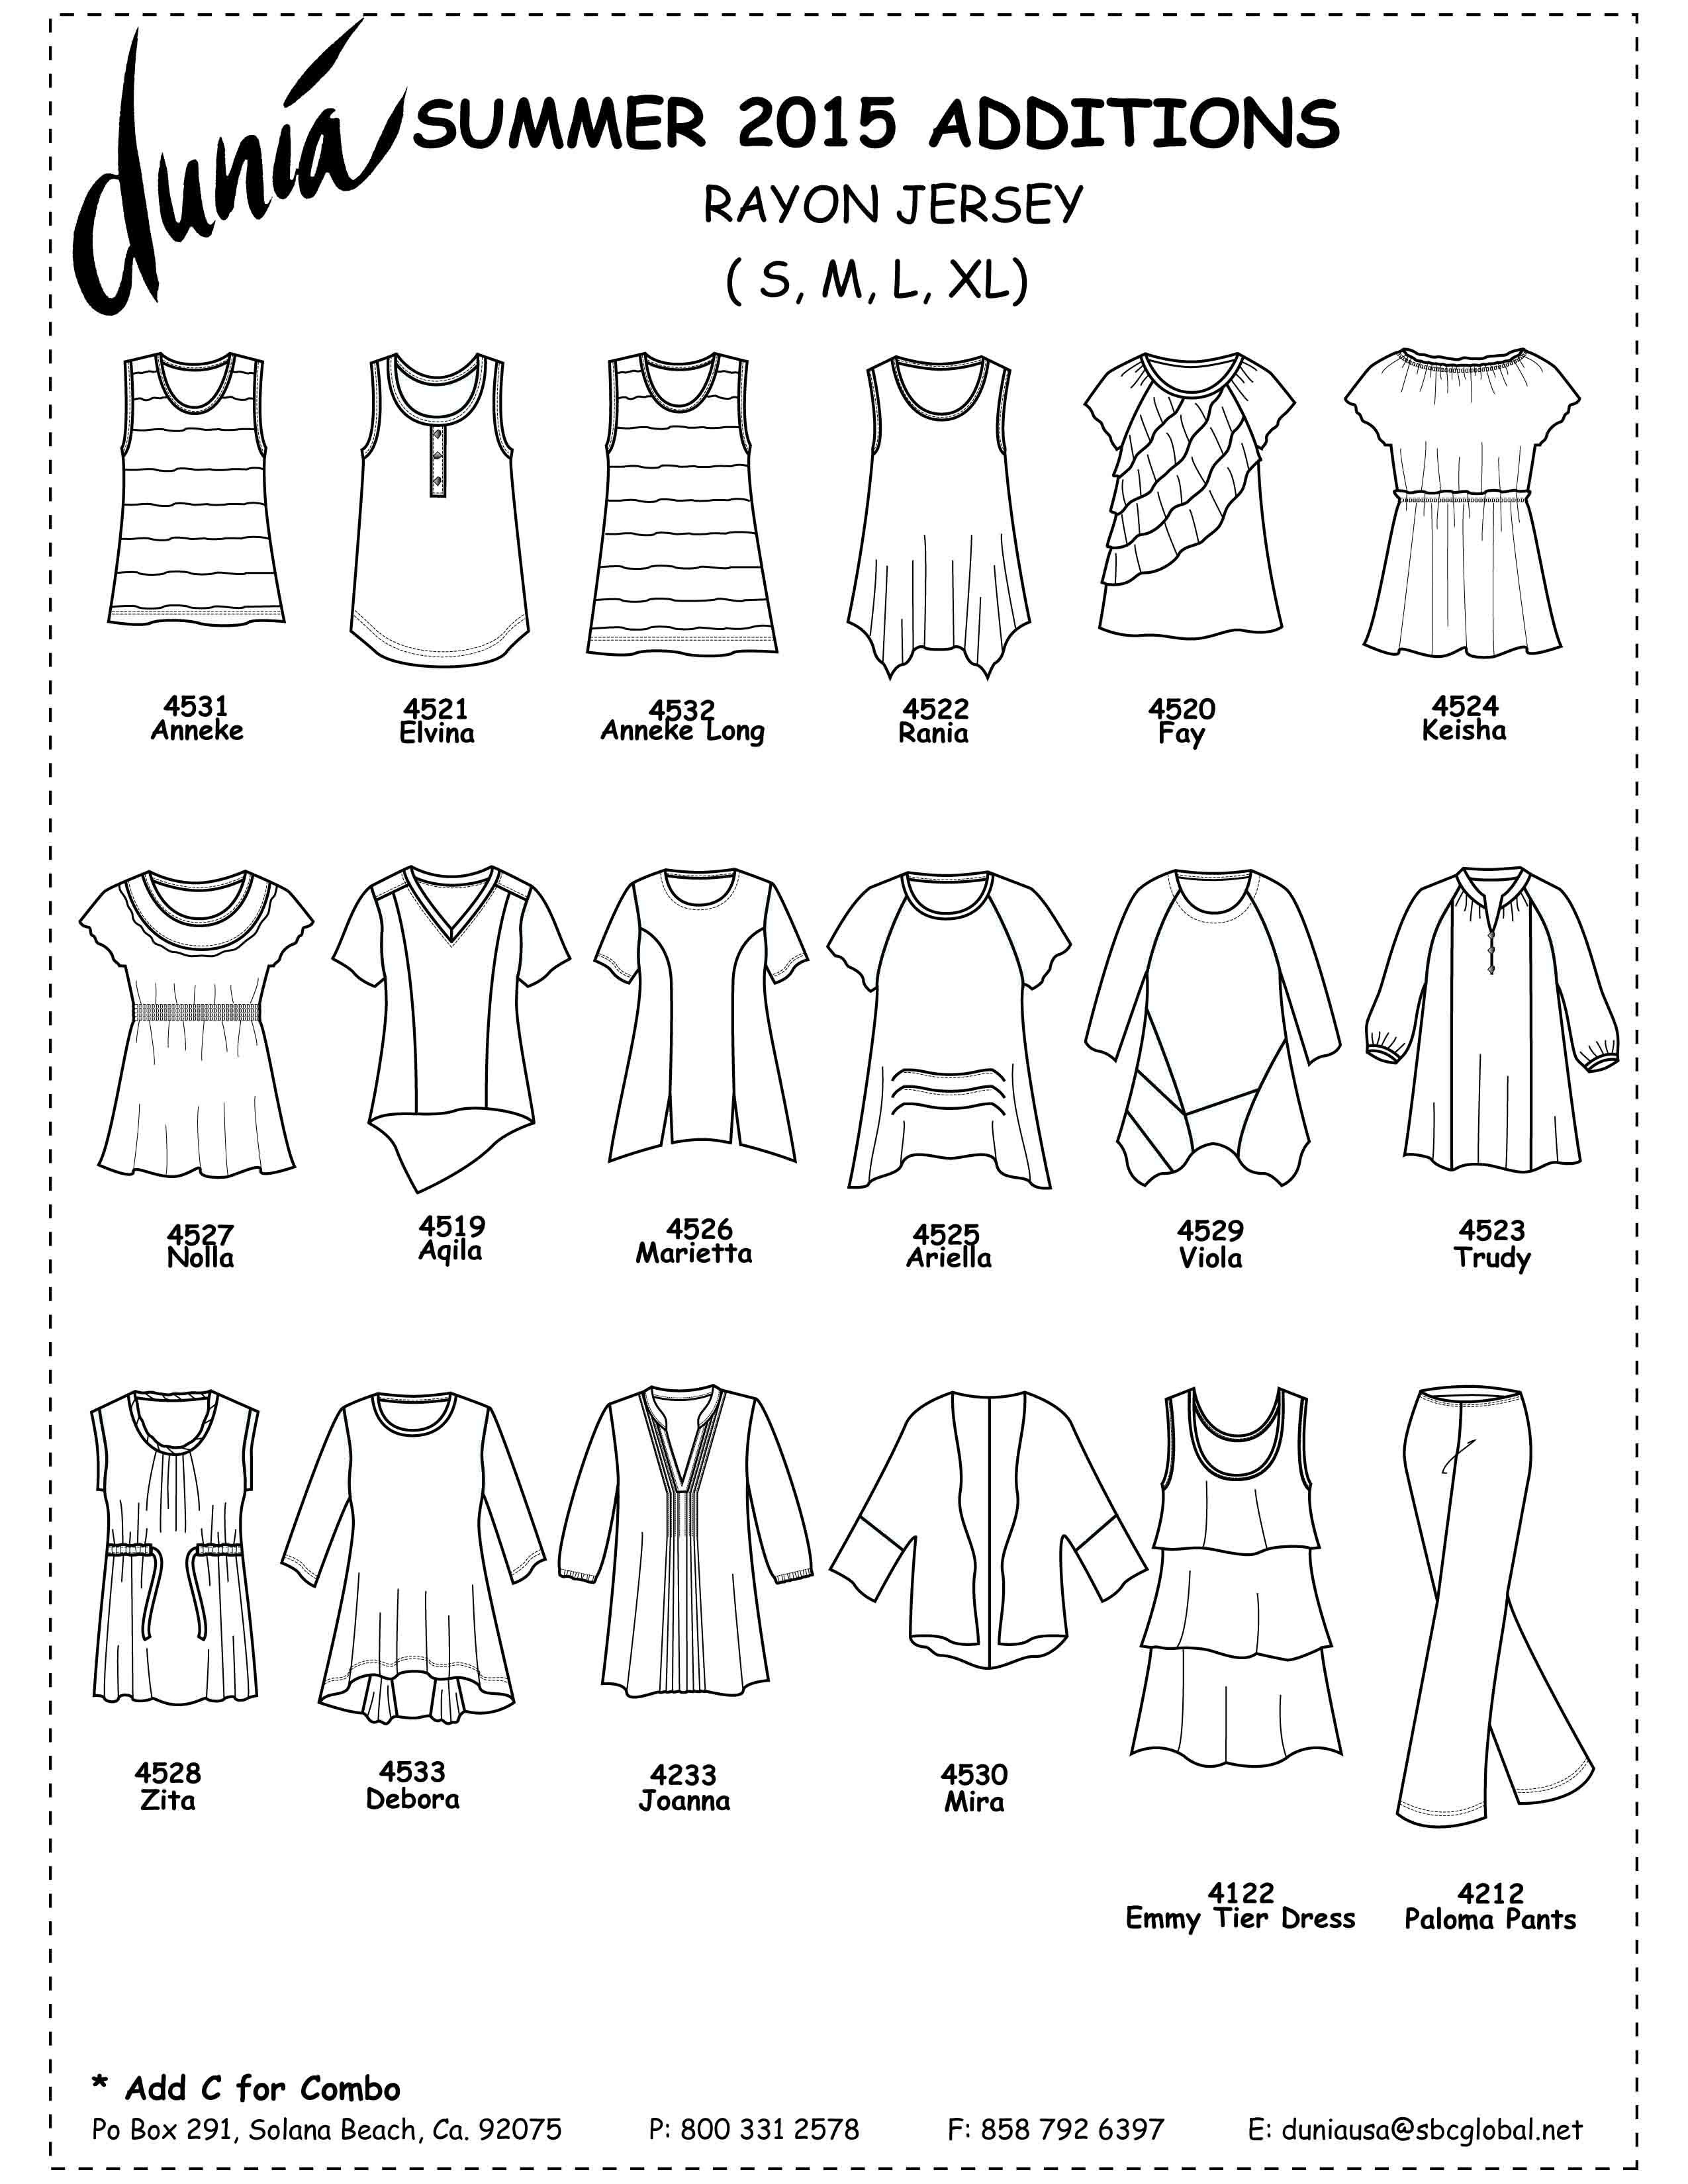 dunia
SUMMER 2015 ADDITIONS
RAYON JERSEY
( S, M, L, XL)
4531
Anneke
4521
Elvina
4532
Anneke Long
4522
Rania
4520
Fay
4524
Keisha
4527
Nolla
4519
Aqila
4526
Marietta
4525
Ariella
4529
Viola
4523
Trudy
4528
Zita
4533
Debora
4233
Joanna
4530
Mira
4122
Emmy Tier Dress
4212
Paloma Pants
* Add C for Combo
Po Box 291, Solana Beach, Ca. 92075 P: 800 331 2578 F: 858 792 6397 E: duniausa@sbcglobal.net